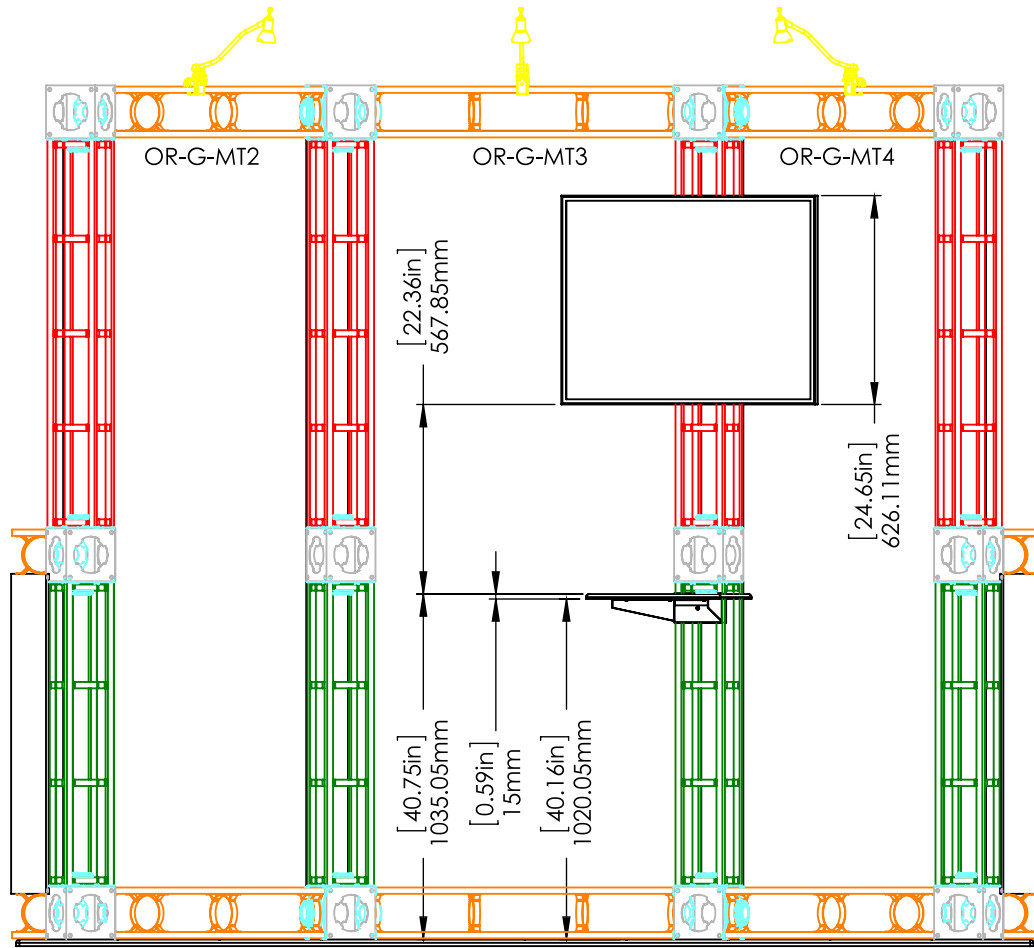 OR-G-MT2
OR-G-MT3
OR-G-MT4
[22.36in]
567.85mm
[24.65in]
626.11mm
[40.75in]
1035.05mm
[0.59in]
15mm
[40.16in]
1020.05mm